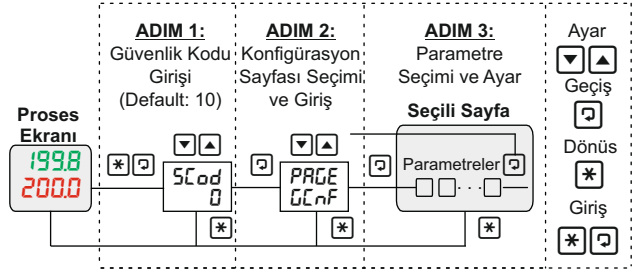 ADIM 1:
Güvenlik Kodu
Girişi
(Default: 10)
ADIM 2:
Konfigürasyon
Sayfası Seçimi
ve Giriş
ADIM 3:
Parametre
Seçimi ve Ayar
Seçili Sayfa
Parametreler
Proses
Ekranı
199.8
200.0
SCod
0
PAGE
GCnF
Ayar
Geçiş
Dönüs
Giriş